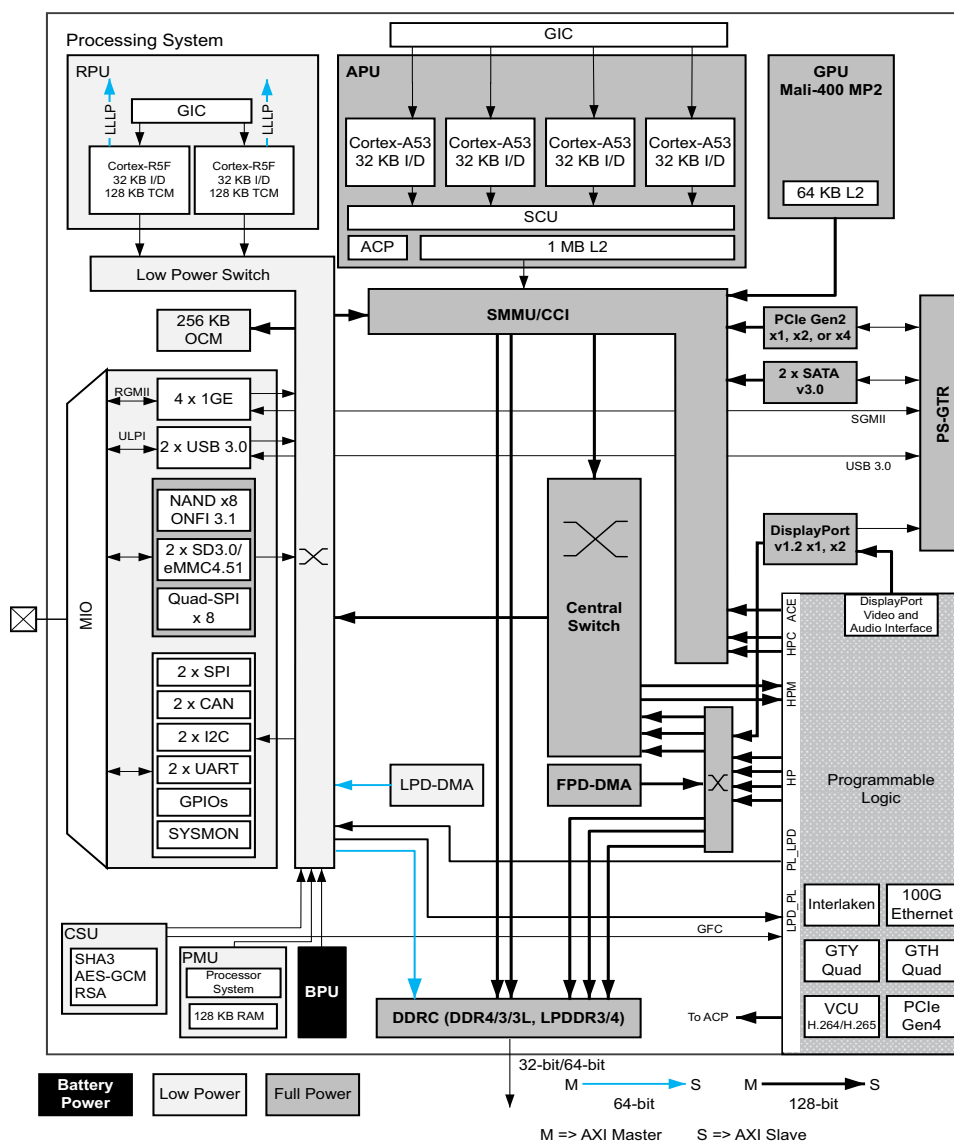 Processing System
RPU
GIC
LLLP
LLLP
Cortex-R5F
32 KB I/D
128 KB TCM
Cortex-R5F
32 KB I/D
128 KB TCM
GIC
APU
Cortex-A53
32 KB I/D
Cortex-A53
32 KB I/D
Cortex-A53
32 KB I/D
Cortex-A53
32 KB I/D
SCU
ACP
1 MB L2
GPU
Mali-400 MP2
64 KB L2
Low Power Switch
256 KB
OCM
SMMU/CCI
PCIe Gen2
x1, x2, or x4
2 x SATA
v3.0
PS-GTR
SGMII
USB 3.0
RGMII
4 x 1GE
ULPI
2 x USB 3.0
NAND x8
ONFI 3.1
2 x SD3.0/
eMMC4.51
Quad-SPI
x 8
MIO
2 x SPI
2 x CAN
2 x I2C
2 x UART
GPIOs
SYSMON
Central
Switch
DisplayPort
v1.2 x1, x2
DisplayPort
Video and
Audio Interface
ACE
HPC
HPM
HP
PL_LPD
LPD_PL
Programmable
Logic
LPD-DMA
FPD-DMA
Interlaken
100G
Ethernet
GTY
Quad
GTH
Quad
VCU
H.264/H.265
PCIe
Gen4
GFC
To ACP
CSU
SHA3
AES-GCM
RSA
PMU
Processor
System
128 KB RAM
BPU
DDRC (DDR4/3/3L, LPDDR3/4)
32-bit/64-bit
Battery
Power
Low Power
Full Power
M
S
64-bit
M
S
128-bit
M => AXI Master
S => AXI Slave